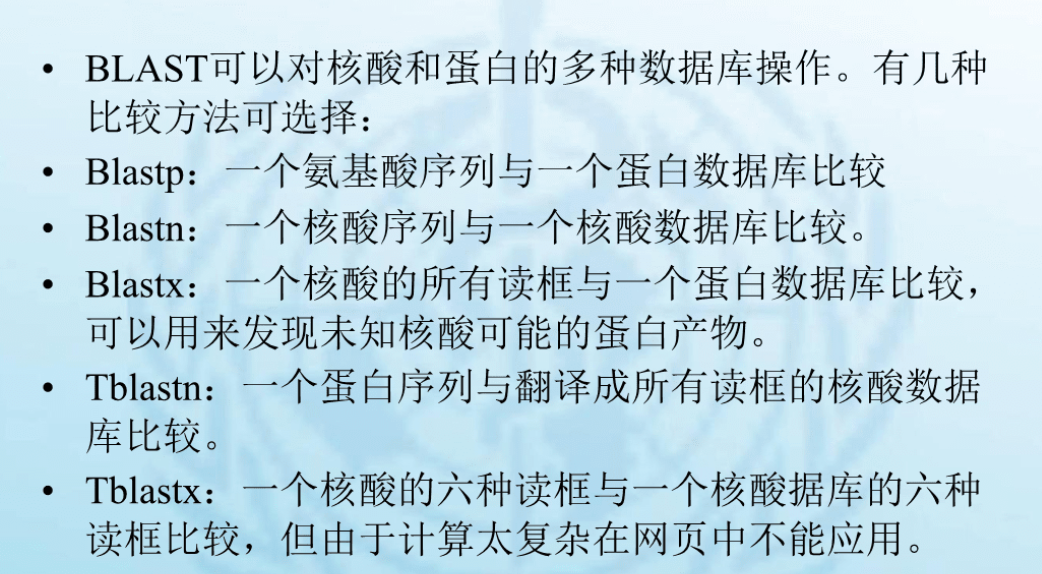 • BLAST可以对核酸和蛋白的多种数据库操作。有几种
比较方法可选择：
• Blastp：一个氨基酸序列与一个蛋白数据库比较
• Blastn：一个核酸序列与一个核酸数据库比较。
• Blastx：一个核酸的所有读框与一个蛋白数据库比较，
可以用来发现未知核酸可能的蛋白产物。
• Tblastn：一个蛋白序列与翻译成所有读框的核酸数据
库比较。
• Tblastx：一个核酸的六种读框与一个核酸据库的六种
读框比较，但由于计算太复杂在网页中不能应用。